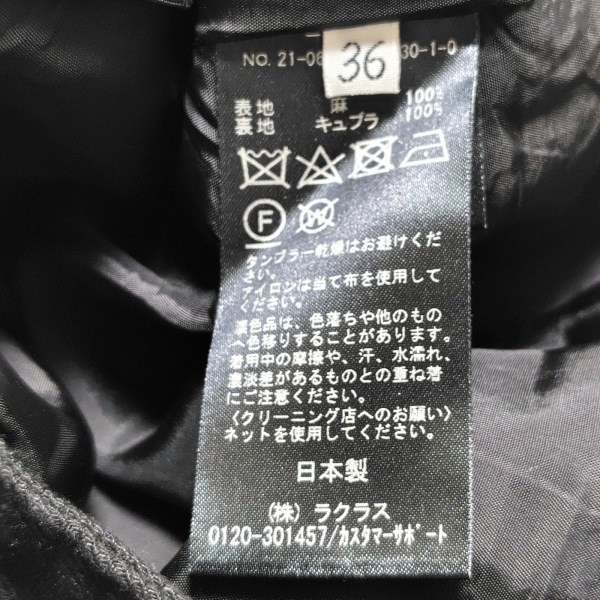 36
NO. 21-08 30-1-0
表地 麻 100%
裏地 キュプラ 100%
F W
タンブラー乾燥はお避けくだ
さい。
アイロンは当て布を使用して
ください。
濃色品は、色落ちや他のもの
へ色移りすることがあります。
着用中の摩擦や、汗、水濡れ、
濃淡差があるものとの重ね着
にご注意ください。
〈クリーニング店へのお願い〉
ネットを使用してください。
日本製
(株) ラクラス
0120-301457/カスタマーサポート